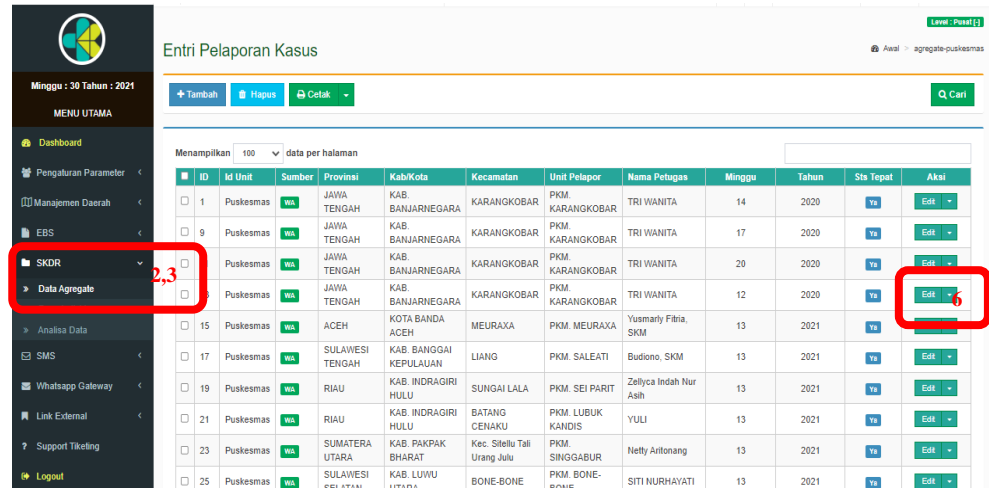 Level : Pusat [-]
Entri Pelaporan Kasus
Awal > agregate-puskesmas
Minggu : 30 Tahun : 2021
MENU UTAMA
Dashboard
Pengaturan Parameter
Manajemen Daerah
EBS
SKDR
2,3
Data Agregate
Analisa Data
SMS
Whatsapp Gateway
Link External
? Support Tiketing
Logout
+ Tambah Hapus Cetak Cari
Menampilkan 100 data per halaman
ID Id Unit Sumber Provinsi Kab/Kota Kecamatan Unit Pelapor Nama Petugas Minggu Tahun Sts Tepat Aksi
1 Puskesmas WA JAWA TENGAH KAB. BANJARNEGARA KARANGKOBAR PKM. KARANGKOBAR TRI WANITA 14 2020 Ya Edit
9 Puskesmas WA JAWA TENGAH KAB. BANJARNEGARA KARANGKOBAR PKM. KARANGKOBAR TRI WANITA 17 2020 Ya Edit
Puskesmas WA JAWA TENGAH KAB. BANJARNEGARA KARANGKOBAR PKM. KARANGKOBAR TRI WANITA 20 2020 Ya Edit
Puskesmas WA JAWA TENGAH KAB. BANJARNEGARA KARANGKOBAR PKM. KARANGKOBAR TRI WANITA 12 2020 Ya Edit 6
15 Puskesmas WA ACEH KOTA BANDA ACEH MEURAXA PKM. MEURAXA Yusmarly Fitria, SKM 13 2021 Ya Edit
17 Puskesmas WA SULAWESI TENGAH KAB. BANGGAI KEPULAUAN LIANG PKM. SALEATI Budiono, SKM 13 2021 Ya Edit
19 Puskesmas WA RIAU KAB. INDRAGIRI HULU SUNGAI LALA PKM. SEI PARIT Zellyca Indah Nur Asih 13 2021 Ya Edit
21 Puskesmas WA RIAU KAB. INDRAGIRI HULU BATANG CENAKU PKM. LUBUK KANDIS YULI 13 2021 Ya Edit
23 Puskesmas WA SUMATERA UTARA KAB. PAKPAK BHARAT Kec. Sitellu Tali Urang Julu PKM. SINGGABUR Netty Aritonang 13 2021 Ya Edit
25 Puskesmas WA SULAWESI SELATAN KAB. LUWU UTARA BONE-BONE PKM. BONE-BONE SITI NURHAYATI 13 2021 Ya Edit